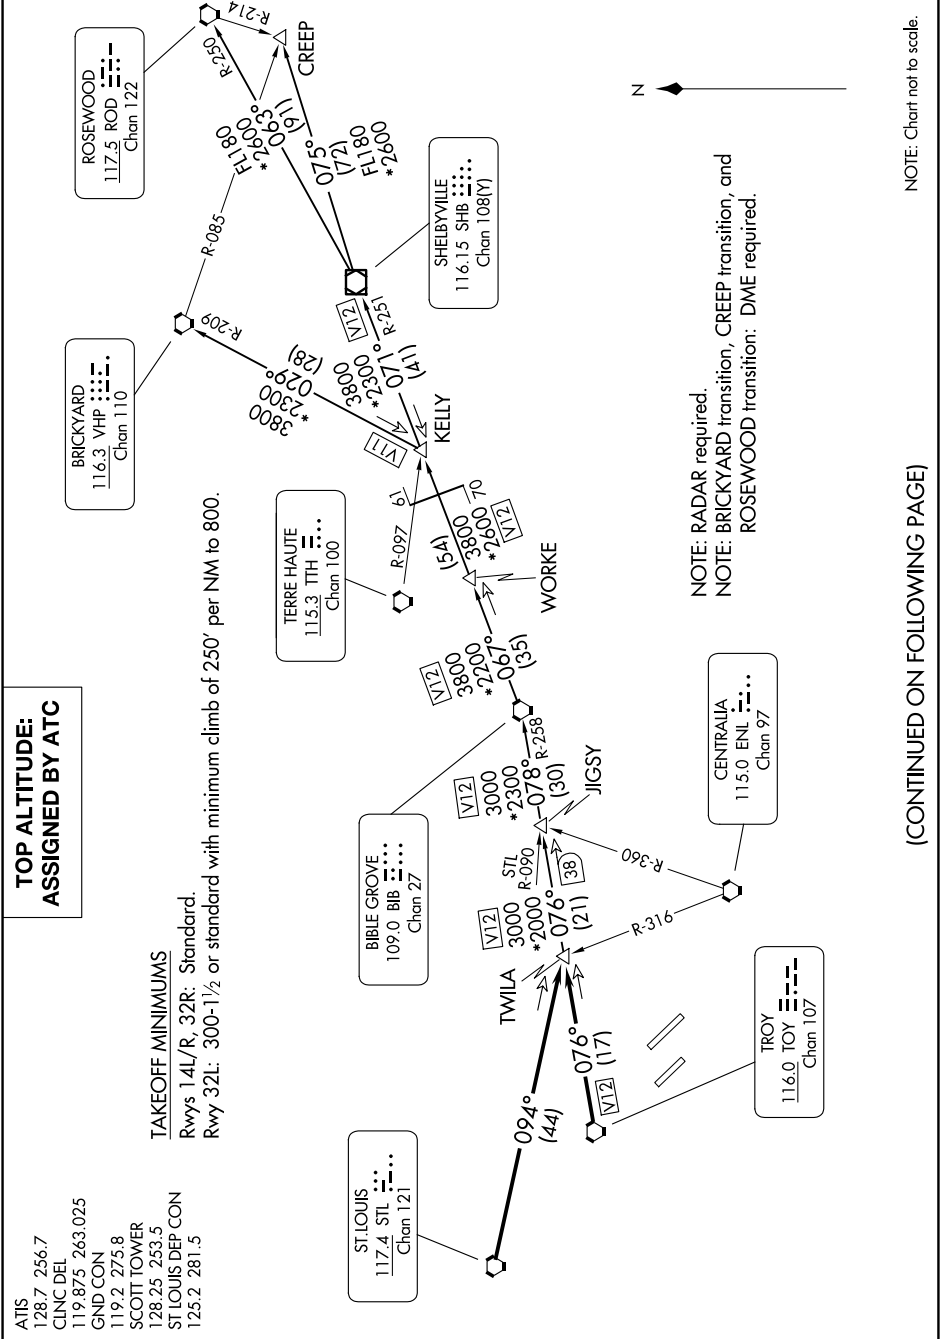 ATIS
128.7 256.7
CLNC DEL
119.875 263.025
GND CON
119.2 275.8
SCOTT TOWER
128.25 253.5
ST LOUIS DEP CON
125.2 281.5
TOP ALTITUDE:
ASSIGNED BY ATC
TAKEOFF MINIMUMS
Rwys 14L/R, 32R: Standard.
Rwy 32L: 300-1½ or standard with minimum climb of 250' per NM to 800.
ROSEWOOD
117.5 ROD
Chan 122
BRICKYARD
116.3 VHP
Chan 110
TERRE HAUTE
115.3 TTH
Chan 100
SHELBYVILLE
116.15 SHB
Chan 108(Y)
BIBLE GROVE
109.0 BIB
Chan 27
ST.LOUIS
117.4 STL
Chan 121
TROY
116.0 TOY
Chan 107
CENTRALIA
115.0 ENL
Chan 97
094°
(44)
V12
076°
(17)
TWILA
V12
3000
*2000
076°
(21)
STL
R-090
38
R-316
R-360
JIGSY
V12
3000
*2300
078°
(30)
R-258
V12
3800
*2200
067°
(35)
WORKE
(54)
3800
*2600
V12
61
70
R-097
KELLY
V11
3800
*2300
029°
(28)
R-209
V12
3800
*2300
071°
(41)
R-251
R-085
FL180
*2600
063°
(91)
R-250
R-214
CREEP
075°
(72)
FL180
*2600
N
NOTE: RADAR required.
NOTE: BRICKYARD transition, CREEP transition, and
ROSEWOOD transition: DME required.
NOTE: Chart not to scale.
(CONTINUED ON FOLLOWING PAGE)